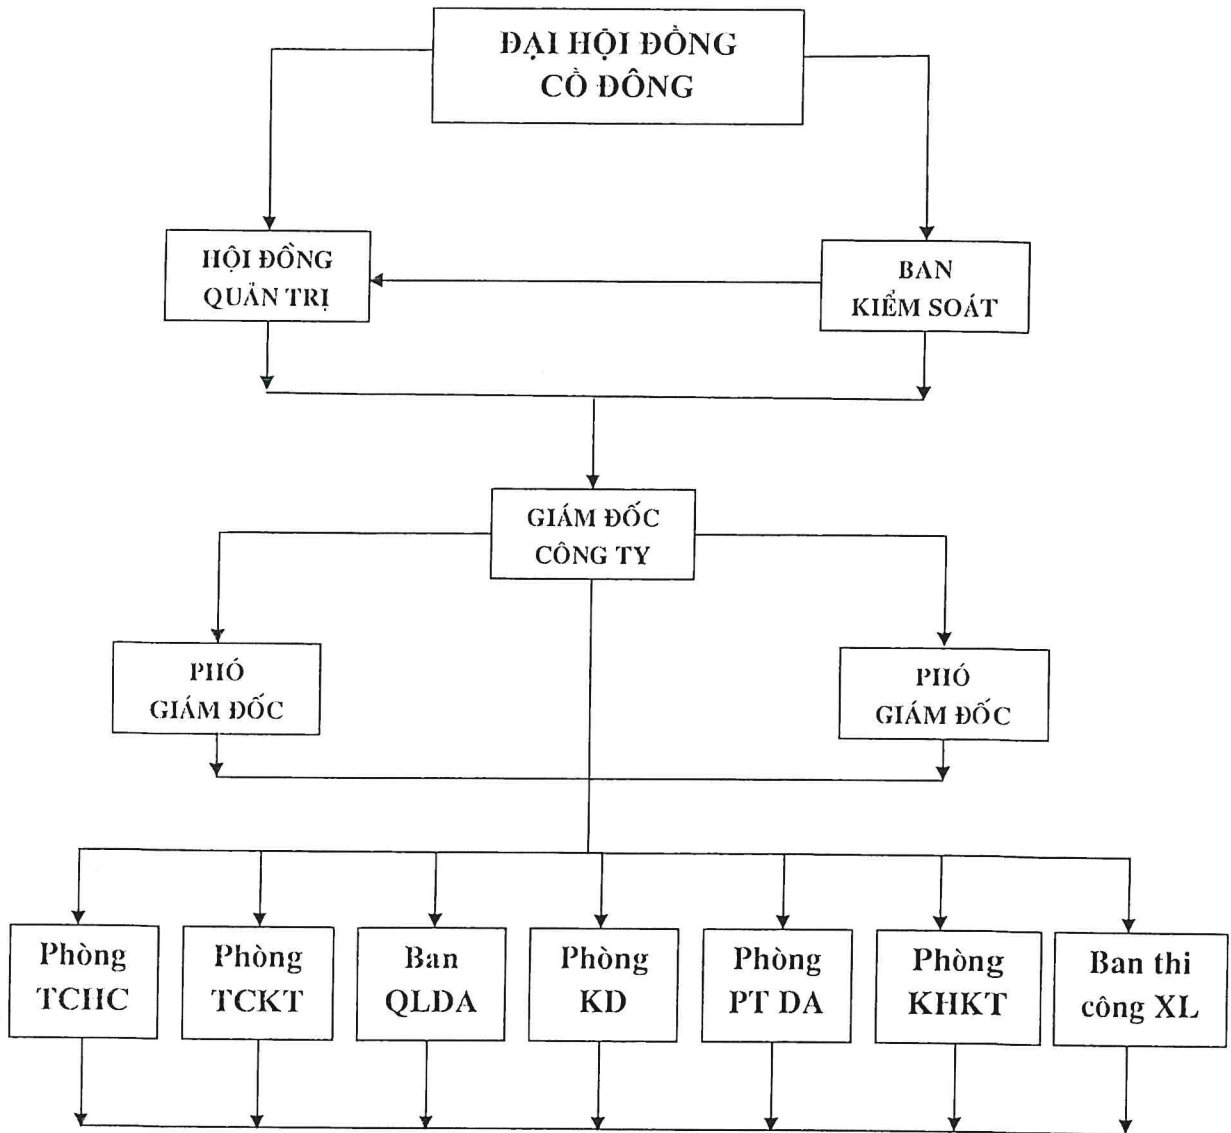 ĐẠI HỘI ĐỒNG
CỔ ĐÔNG
HỘI ĐỒNG
QUẢN TRỊ
BAN
KIỂM SOÁT
GIÁM ĐỐC
CÔNG TY
PHÓ
GIÁM ĐỐC
PHÓ
GIÁM ĐỐC
Phòng
TCHC
Phòng
TCKT
Ban
QLDA
Phòng
KD
Phòng
PT DA
Phòng
KHKT
Ban thi
công XL